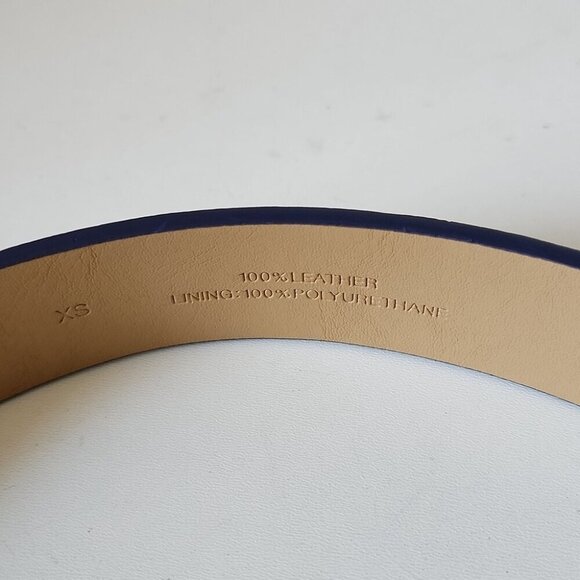 100% LEATHER
LINING: 100% POLYURETHANE
XS